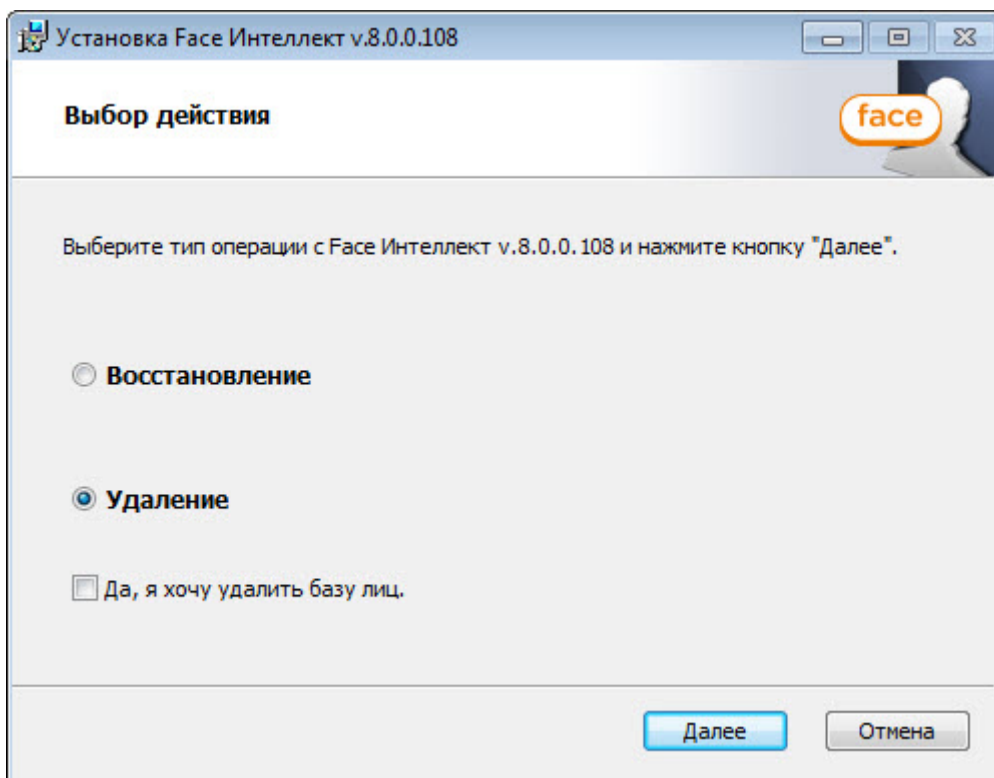 Установка Face Интеллект v.8.0.0.108
Выбор действия
face
Выберите тип операции с Face Интеллект v.8.0.0.108 и нажмите кнопку "Далее".
Восстановление
Удаление
Да, я хочу удалить базу лиц.
Далее
Отмена